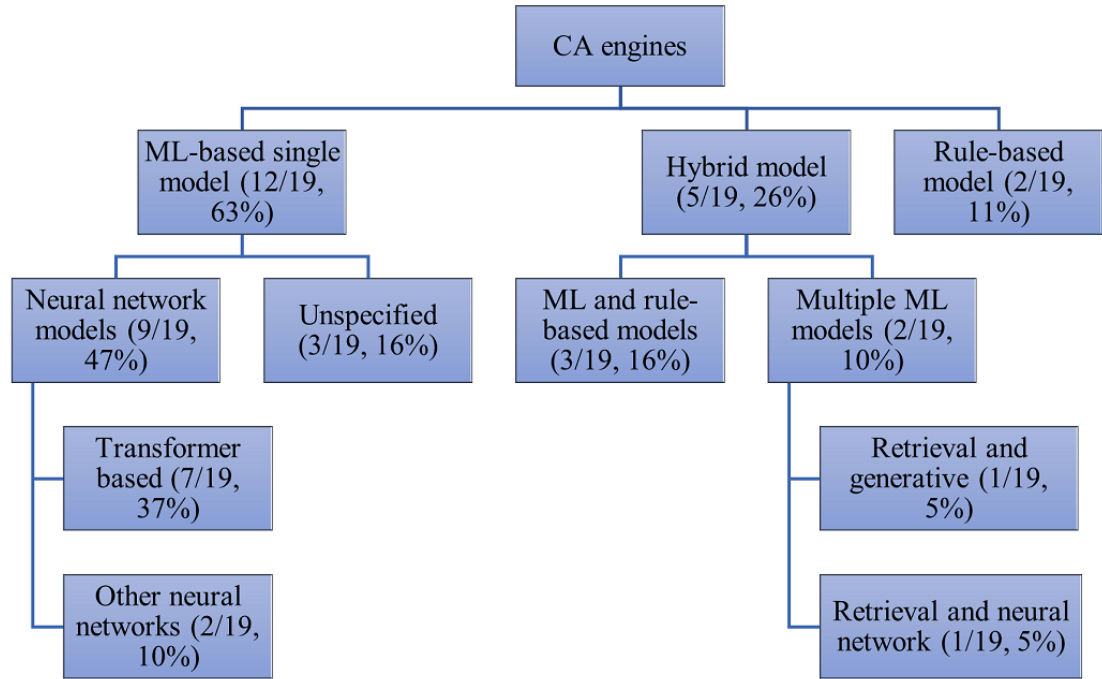 CA engines
ML-based single
model (12/19,
63%)
Hybrid model
(5/19, 26%)
Rule-based
model (2/19,
11%)
Neural network
models (9/19,
47%)
Unspecified
(3/19, 16%)
ML and rule-
based models
(3/19, 16%)
Multiple ML
models (2/19,
10%)
Transformer
based (7/19,
37%)
Retrieval and
generative (1/19,
5%)
Other neural
networks (2/19,
10%)
Retrieval and neural
network (1/19, 5%)